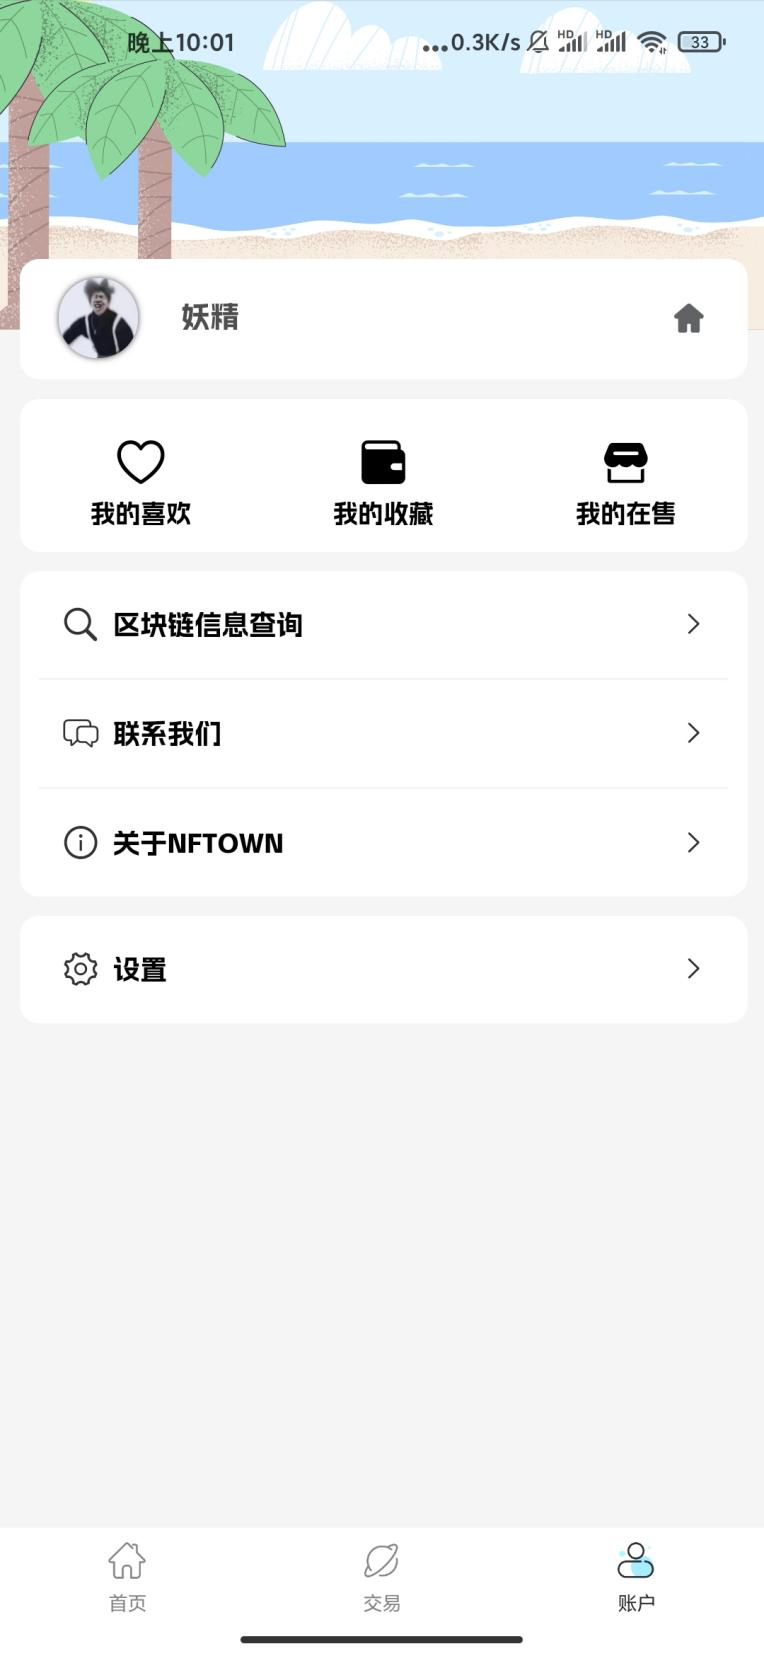 晚上10:01
...0.3K/s HD HD 33
妖精
我的喜欢 我的收藏 我的在售
区块链信息查询
联系我们
关于NFTOWN
设置
首页 交易 账户